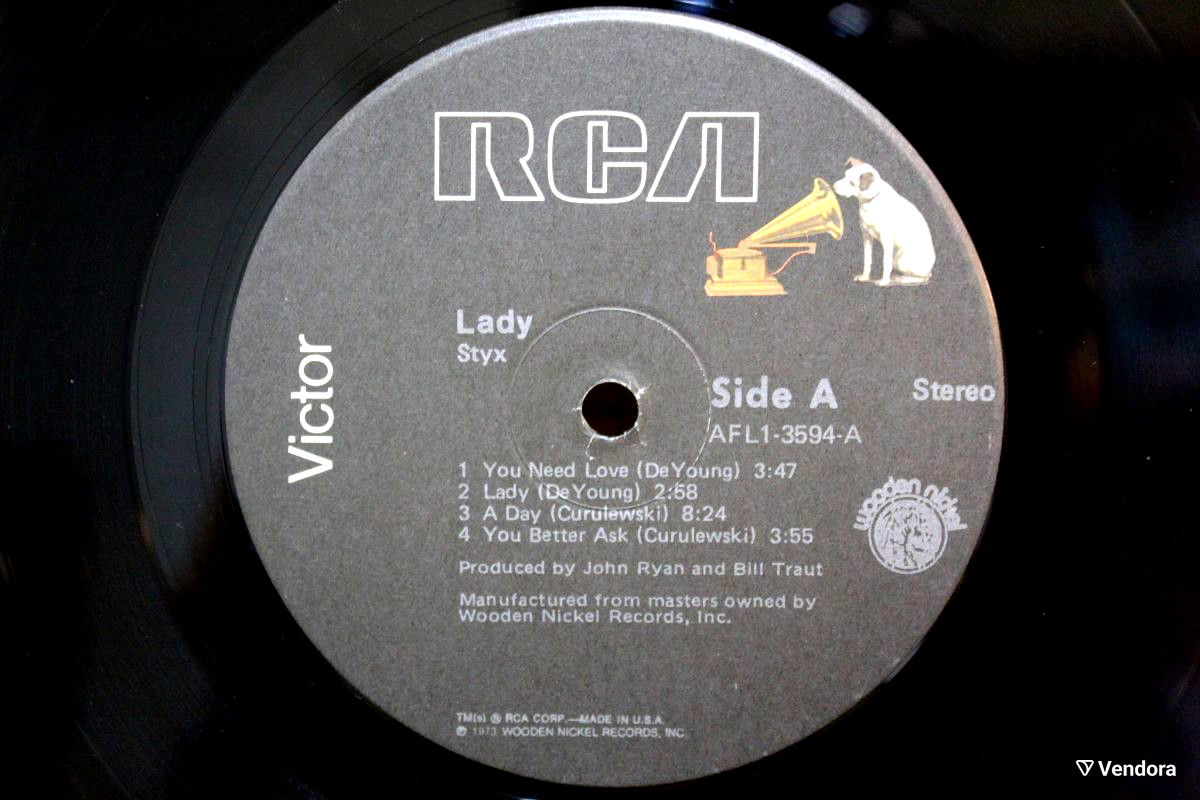 RCA
Victor
Lady
Styx
Side A
Stereo
AFL1-3594-A
1 You Need Love (DeYoung) 3:47
2 Lady (DeYoung) 2:58
3 A Day (Curulewski) 8:24
4 You Better Ask (Curulewski) 3:55
wooden nickel
Produced by John Ryan and Bill Traut
Manufactured from masters owned by
Wooden Nickel Records, Inc.
TM(s) ® RCA CORP.—MADE IN U.S.A.
℗ 1973 WOODEN NICKEL RECORDS, INC.
Vendora